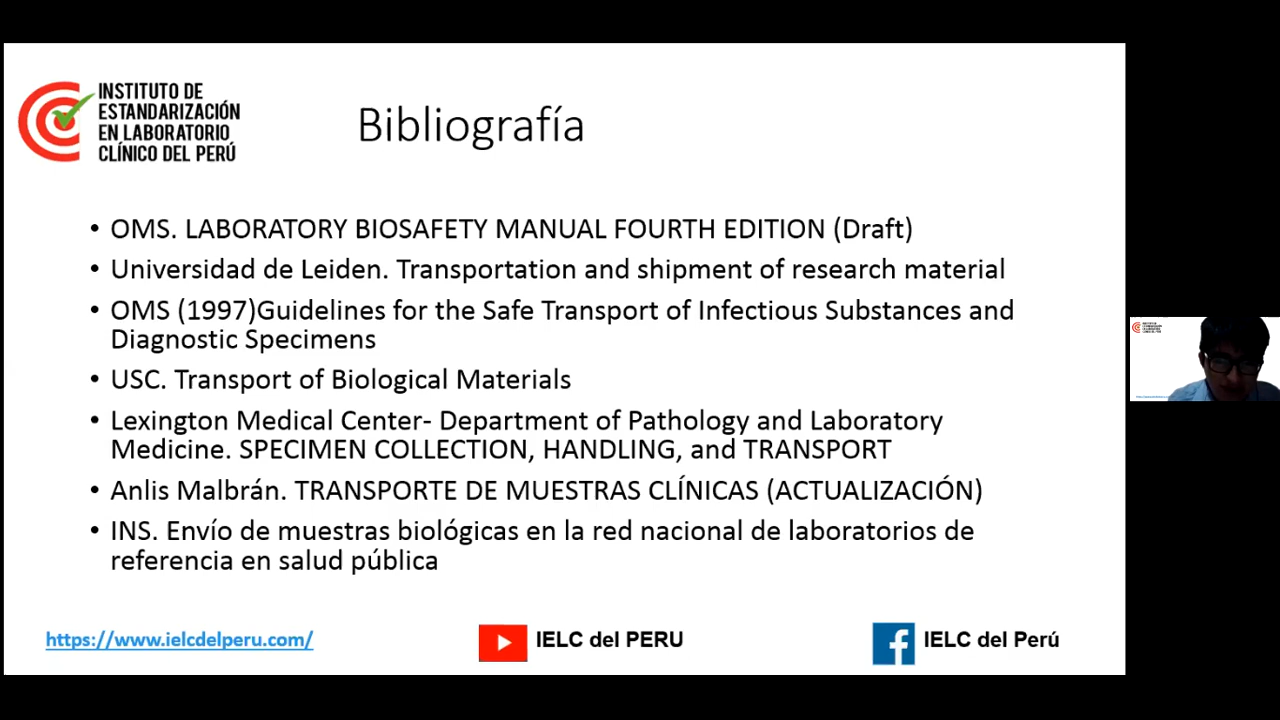 INSTITUTO DE
ESTANDARIZACIÓN
EN LABORATORIO
CLÍNICO DEL PERÚ
Bibliografía
• OMS. LABORATORY BIOSAFETY MANUAL FOURTH EDITION (Draft)
• Universidad de Leiden. Transportation and shipment of research material
• OMS (1997)Guidelines for the Safe Transport of Infectious Substances and
Diagnostic Specimens
• USC. Transport of Biological Materials
• Lexington Medical Center- Department of Pathology and Laboratory
Medicine. SPECIMEN COLLECTION, HANDLING, and TRANSPORT
• Anlis Malbrán. TRANSPORTE DE MUESTRAS CLÍNICAS (ACTUALIZACIÓN)
• INS. Envío de muestras biológicas en la red nacional de laboratorios de
referencia en salud pública
https://www.ielcdelperu.com/
IELC del PERU
IELC del Perú